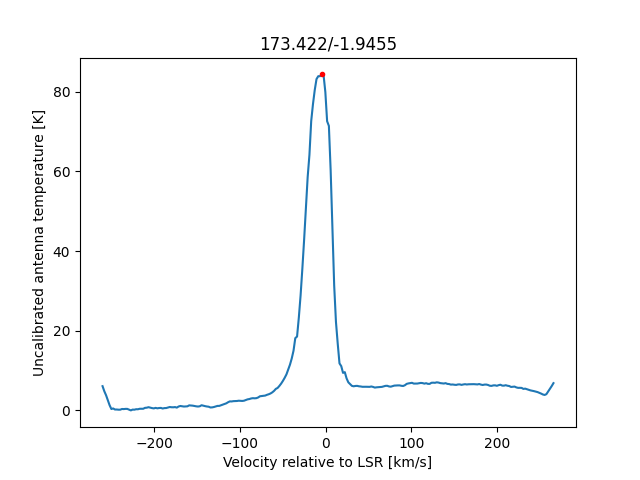 173.422/-1.9455
Uncalibrated antenna temperature [K]
80
60
40
20
0
−200 −100 0 100 200
Velocity relative to LSR [km/s]